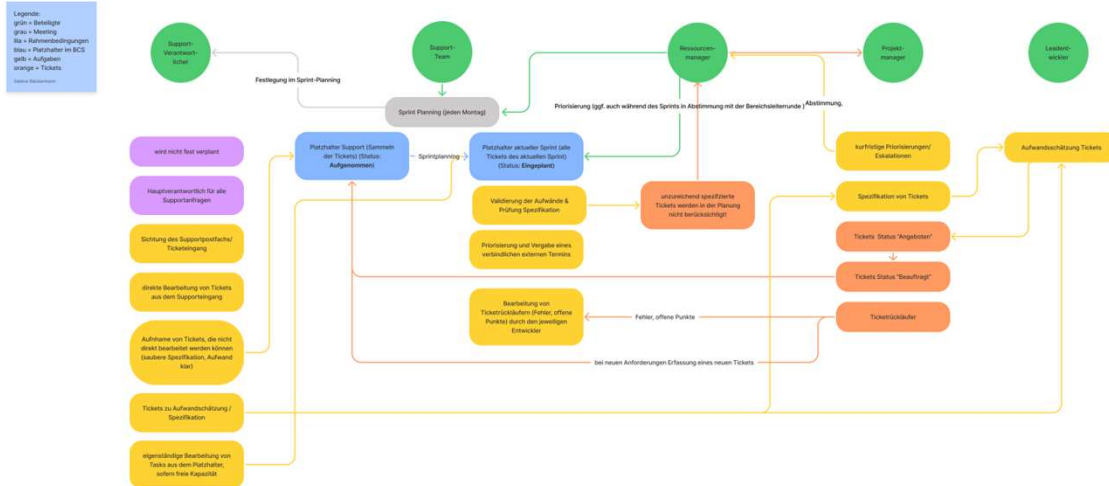 Legende:
grün = Beteiligte
grau = Meeting
lila = Rahmenbedingungen
blau = Platzhalter im BCS
gelb = Aufgaben
orange = Tickets
Support-
Verantwort-
licher
Support-
Team
Ressourcen-
manager
Projekt-
manager
Leadent-
wickler
Festlegung im Sprint-Planning
Sprint Planning (jeden Montag)
Priorisierung (ggf. auch während des Sprints in Abstimmung mit der Bereichsleiterrunde )
Abstimmung,
wird nicht fest verplant
Platzhalter Support (Sammeln
der Tickets) (Status:
Aufgenommen)
Sprintplanning
Platzhalter aktueller Sprint (alle
Tickets des aktuellen Sprint)
(Status: Eingeplant)
kurfristige Priorisierungen/
Eskalationen
Aufwandschätzung Tickets
Hauptverantwortlich für alle
Supportanfragen
Validierung der Aufwände &
Prüfung Spezifikation
unzureichend spezifizierte
Tickets werden in der Planung
nicht berücksichtigt!
Spezifikation von Tickets
Sichtung des Supportpostfachs/
Ticketeingang
Priorisierung und Vergabe eines
verbindlichen externen Termins
Tickets Status "Angeboten"
Tickets Status "Beauftragt"
direkte Bearbeitung von Tickets
aus dem Supporteingang
Bearbeitung von
Ticketrückläufern (Fehler, offene
Punkte) durch den jeweiligen
Entwickler
Fehler, offene Punkte
Ticketrückläufer
Aufnhame von Tickets, die nicht
direkt bearbeitet werden können
(saubere Spezifikation, Aufwand
klar)
bei neuen Anforderungen Erfassung eines neuen Tickets
Tickets zu Aufwandschätzung /
Spezifikation
eigenständige Bearbeitung von
Tasks aus dem Platzhalter,
sofern freie Kapazität